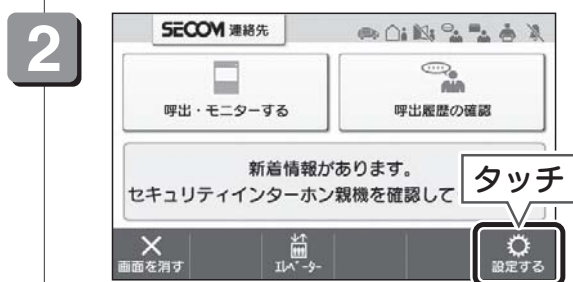 2
SECOM 連絡先
呼出・モニターする
呼出履歴の確認
新着情報があります。
セキュリティインターホン親機を確認して
タッチ
画面を消す
ｴﾚﾍﾞｰﾀｰ
設定する